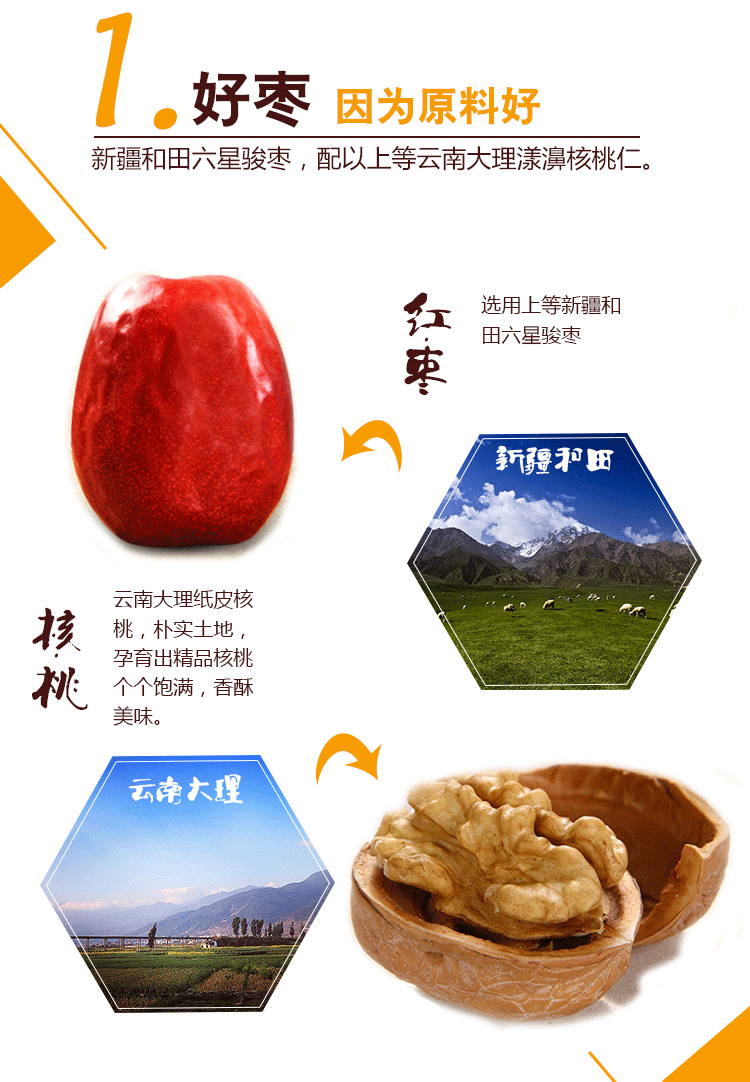 1.好枣 因为原料好
新疆和田六星骏枣，配以上等云南大理漾濞核桃仁。
红·枣
选用上等新疆和
田六星骏枣
新疆和田
核·桃
云南大理纸皮核
桃，朴实土地，
孕育出精品核桃
个个饱满，香酥
美味。
云南大理